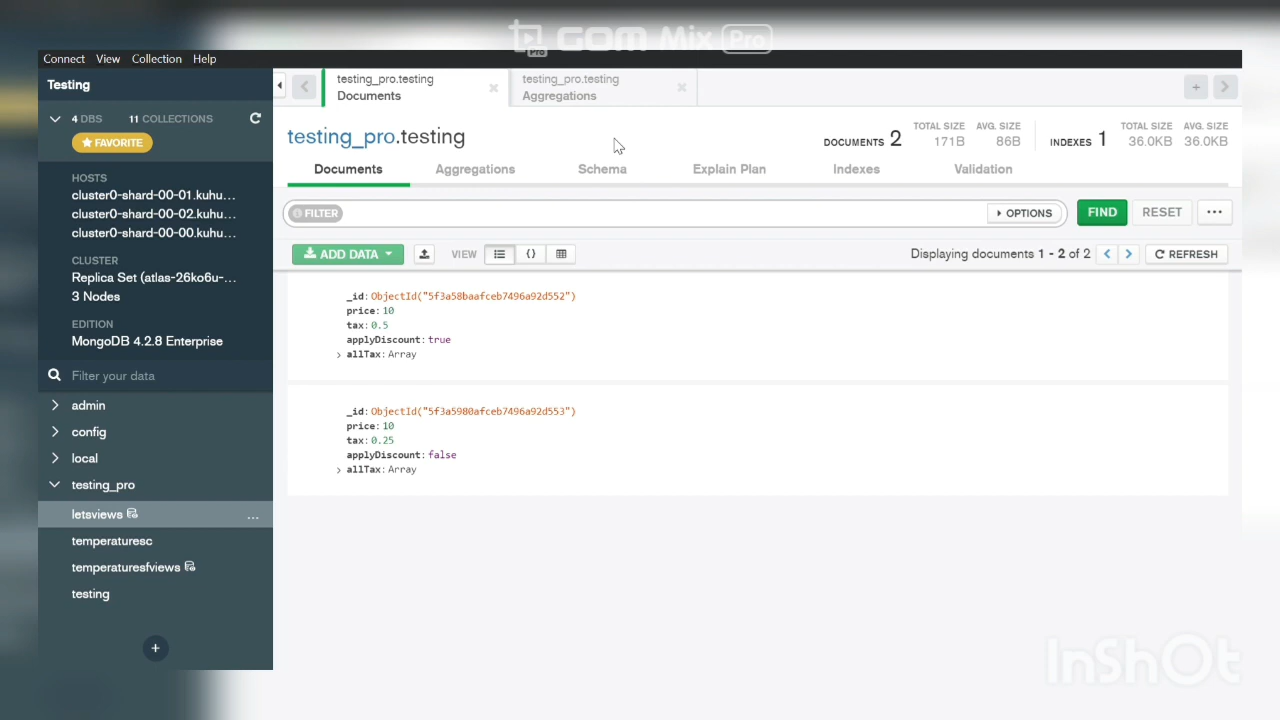 GOM Mix Pro
Connect View Collection Help
Testing
4 DBS 11 COLLECTIONS
FAVORITE
HOSTS
cluster0-shard-00-01.kuhu...
cluster0-shard-00-02.kuhu...
cluster0-shard-00-00.kuhu...
CLUSTER
Replica Set (atlas-26ko6u-...
3 Nodes
EDITION
MongoDB 4.2.8 Enterprise
Filter your data
admin
config
local
testing_pro
letsviews ...
temperaturesc
temperaturesfviews
testing
+
testing_pro.testing
Documents
testing_pro.testing
Aggregations
testing_pro.testing
DOCUMENTS 2
TOTAL SIZE
171B
AVG. SIZE
86B
INDEXES 1
TOTAL SIZE
36.0KB
AVG. SIZE
36.0KB
Documents Aggregations Schema Explain Plan Indexes Validation
FILTER OPTIONS FIND RESET ...
ADD DATA VIEW {} Displaying documents 1 - 2 of 2 REFRESH
_id: ObjectId("5f3a58baafceb7496a92d552")
price: 10
tax: 0.5
applyDiscount: true
allTax: Array
_id: ObjectId("5f3a5980afceb7496a92d553")
price: 10
tax: 0.25
applyDiscount: false
allTax: Array
InShOt